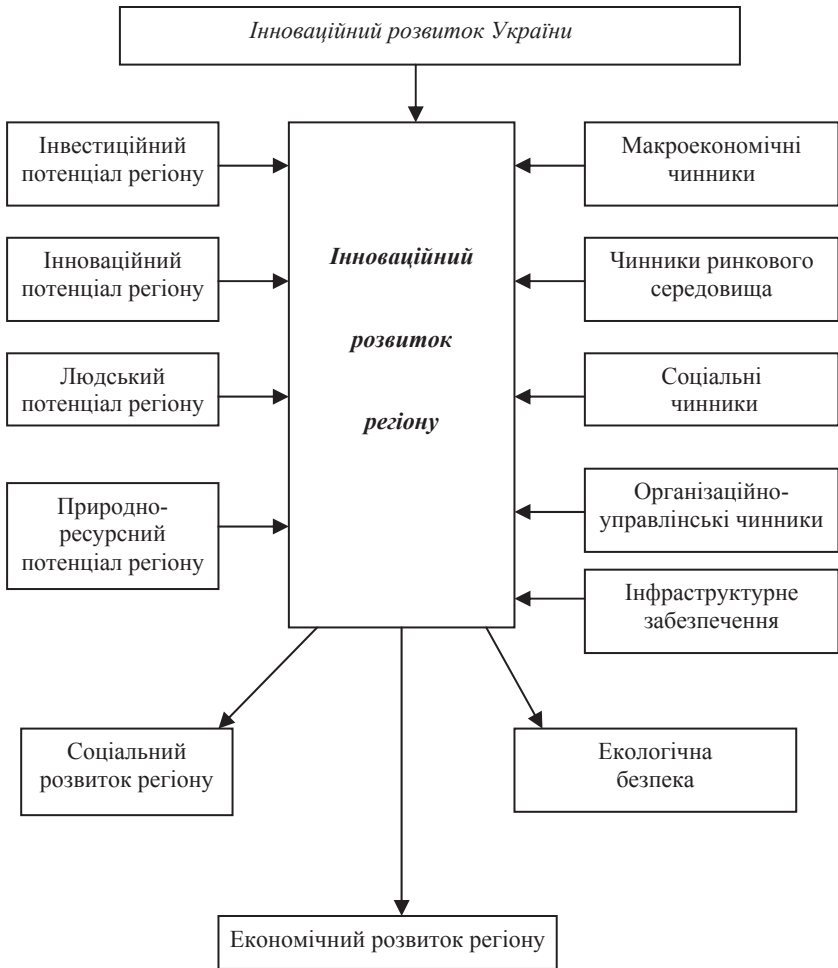 Інноваційний розвиток України
Інвестиційний
потенціал регіону
Макроекономічні
чинники
Інноваційний
потенціал регіону
Інноваційний
розвиток
регіону
Чинники ринкового
середовища
Людський
потенціал регіону
Соціальні
чинники
Природно-
ресурсний
потенціал регіону
Організаційно-
управлінські чинники
Інфраструктурне
забезпечення
Соціальний
розвиток регіону
Екологічна
безпека
Економічний розвиток регіону